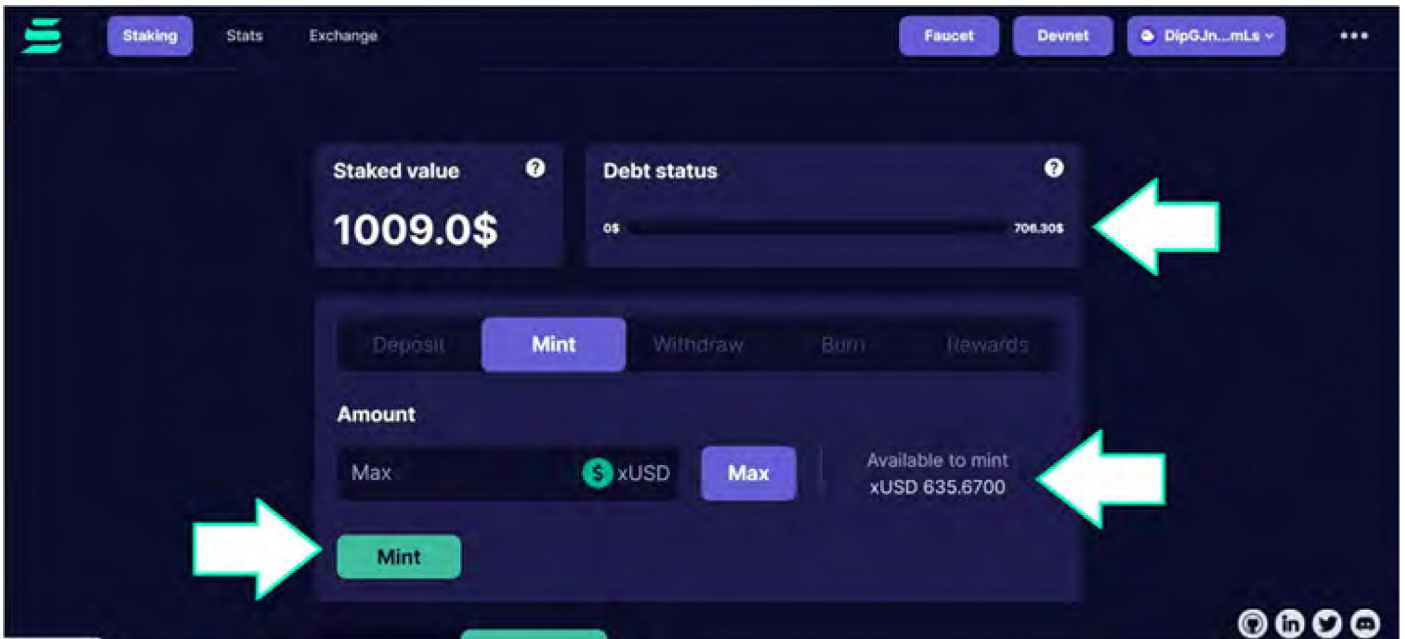 Staking Stats Exchange Faucet Devnet DipGJn...mLs •••
Staked value ? Debt status ?
1009.0$ 0$ 706.30$
Deposit Mint Withdraw Burn Rewards
Amount
Max $ xUSD Max
Available to mint
xUSD 635.6700
Mint
in